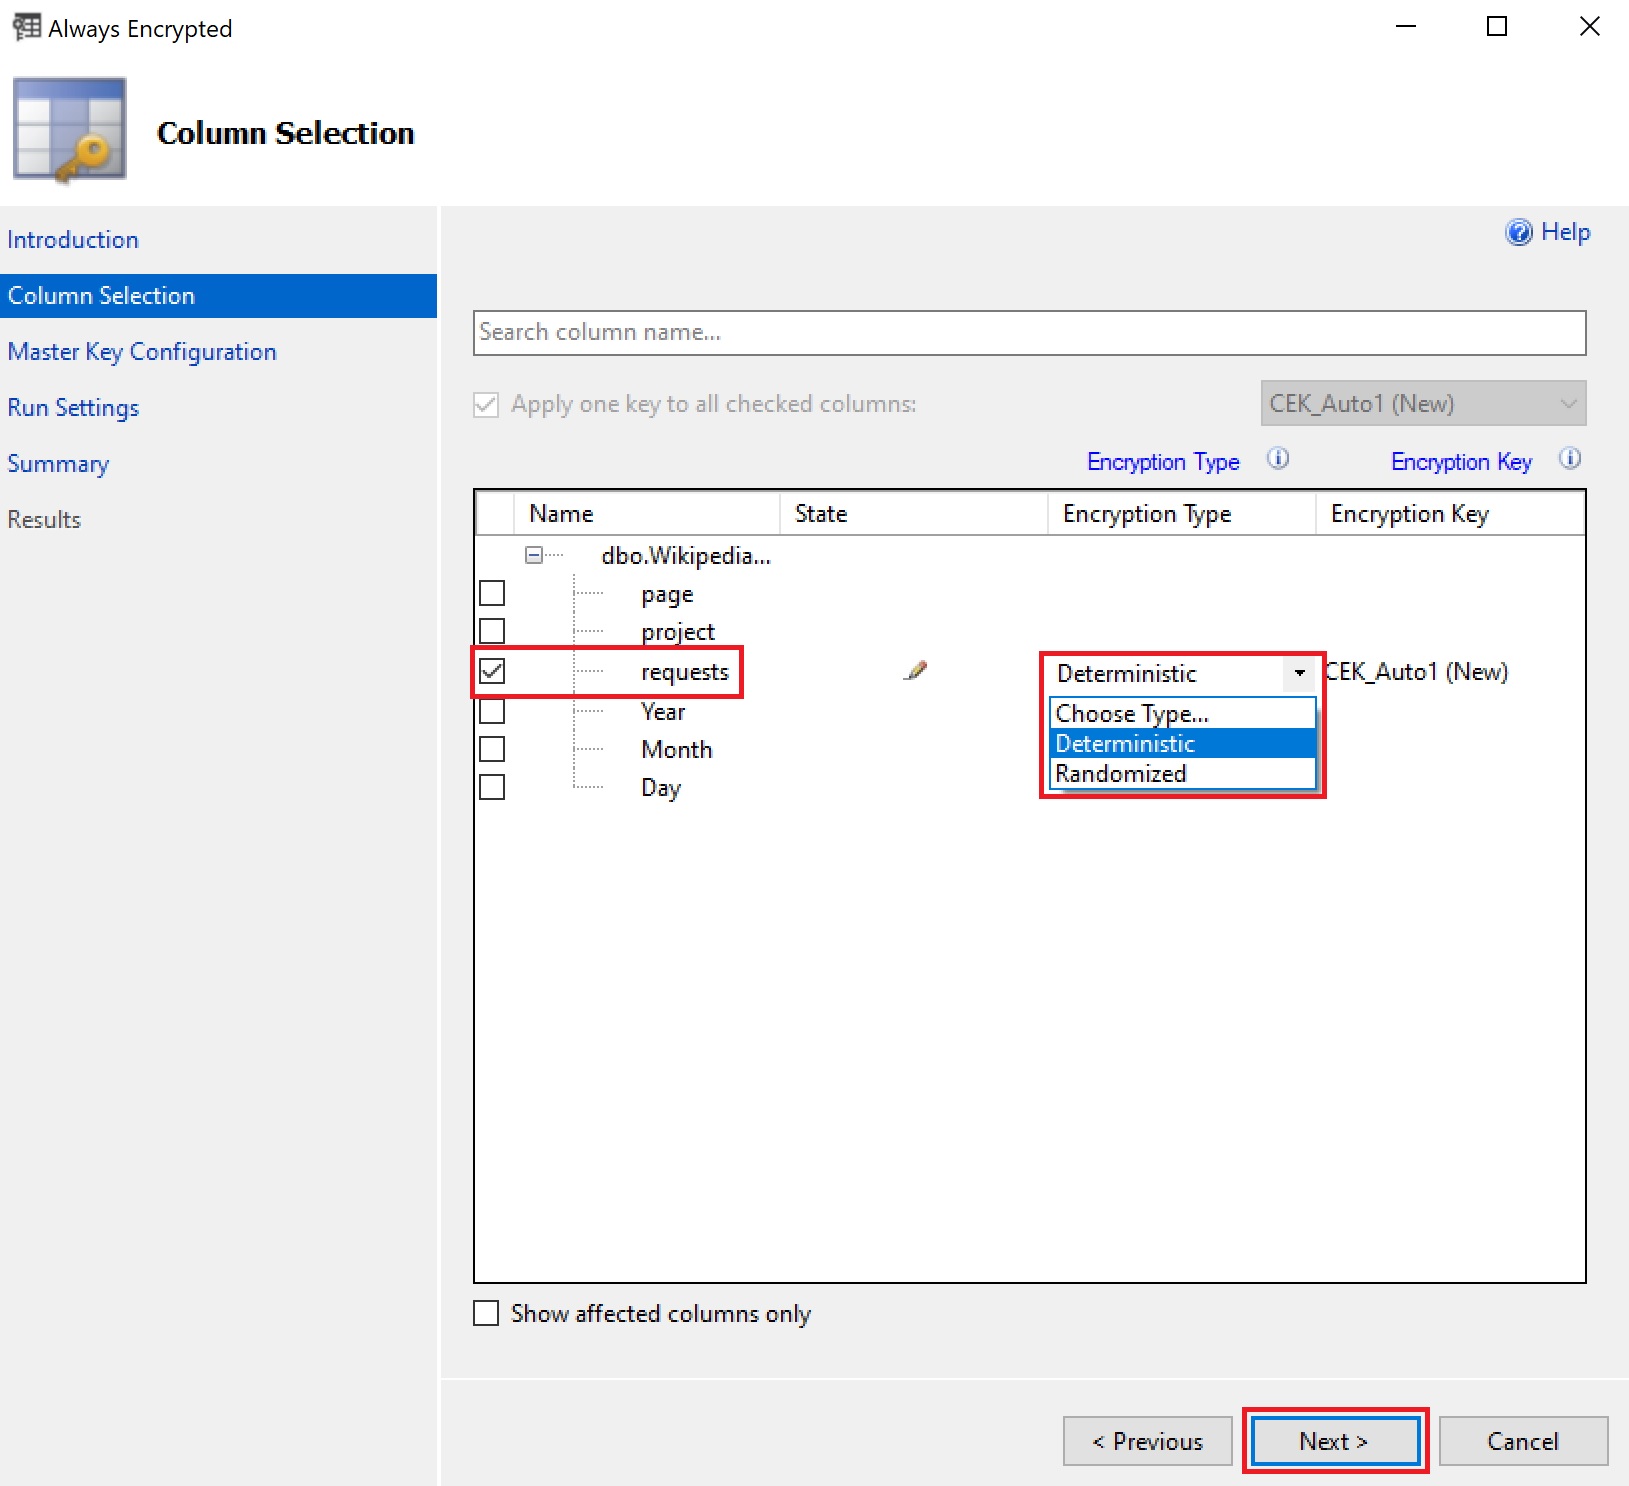 Always Encrypted
Column Selection
Introduction
Column Selection
Master Key Configuration
Run Settings
Summary
Results
Help
Search column name...
Apply one key to all checked columns:
CEK_Auto1 (New)
Encryption Type
Encryption Key
Name State Encryption Type Encryption Key
dbo.Wikipedia...
page
project
requests Deterministic CEK_Auto1 (New)
Choose Type...
Deterministic
Randomized
Year
Month
Day
Show affected columns only
< Previous Next > Cancel